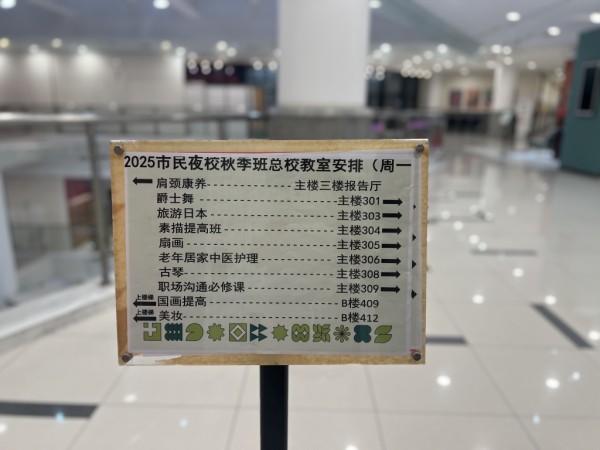 2025市民夜校秋季班总校教室安排（周一
肩颈康养----------------主楼三楼报告厅
爵士舞----------------------主楼301
旅游日本--------------------主楼303
素描提高班------------------主楼304
扇画------------------------主楼305
老年居家中医护理------------主楼306
古琴------------------------主楼308
职场沟通必修课--------------主楼309
上楼梯 国画提高--------------------B楼409
上楼梯 美妆------------------------B楼412